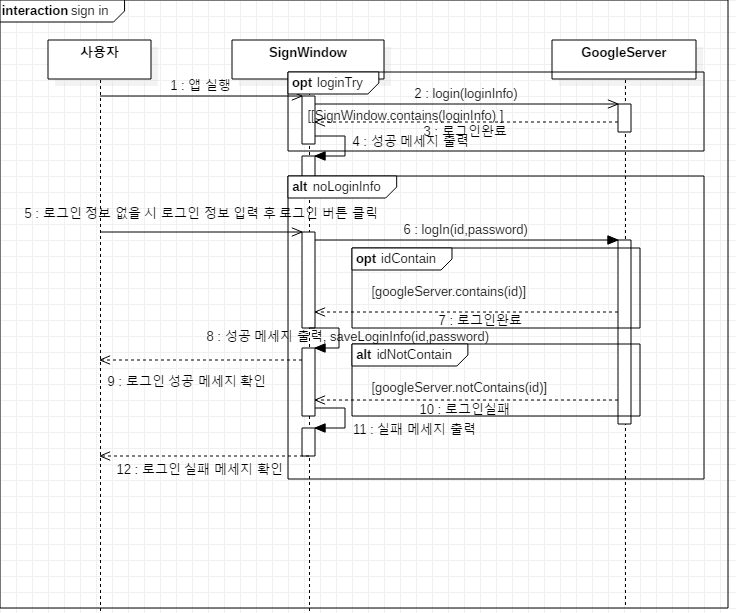 interaction sign in
사용자
SignWindow
GoogleServer
opt loginTry
1 : 앱 실행
2 : login(loginInfo)
[[SignWindow.contains(loginInfo) ]
3 : 로그인완료
4 : 성공 메세지 출력
alt noLoginInfo
5 : 로그인 정보 없을 시 로그인 정보 입력 후 로그인 버튼 클릭
6 : logIn(id,password)
opt idContain
[googleServer.contains(id)]
7 : 로그인완료
8 : 성공 메세지 출력, saveLoginInfo(id,password)
alt idNotContain
9 : 로그인 성공 메세지 확인
[googleServer.notContains(id)]
10 : 로그인실패
11 : 실패 메세지 출력
12 : 로그인 실패 메세지 확인